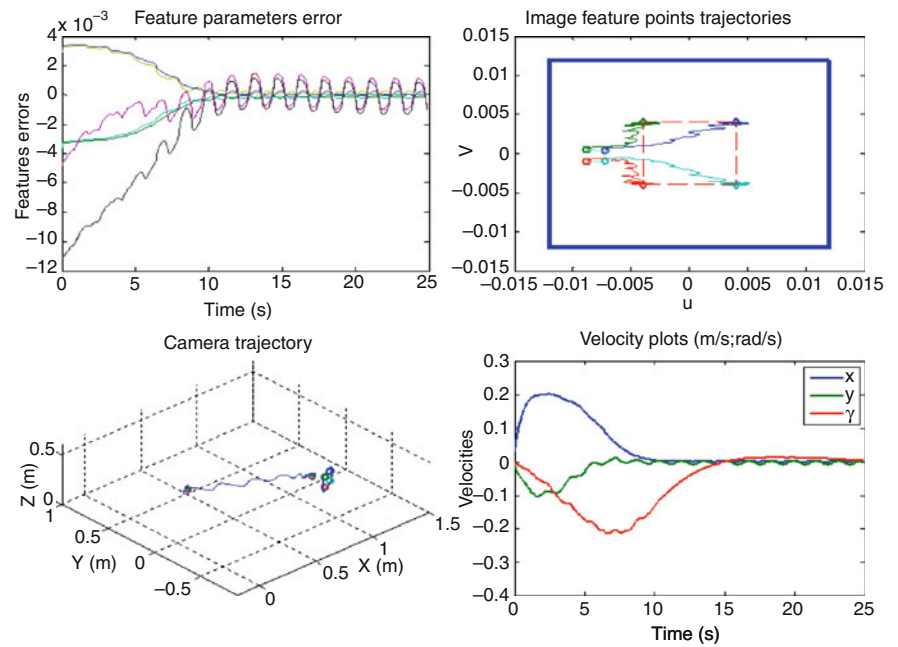 Feature parameters error
4 x 10⁻³
2
0
−2
−4
−6
−8
−10
−12
Features errors
0 5 10 15 20 25
Time (s)
Image feature points trajectories
0.015
0.01
0.005
0
−0.005
−0.01
−0.015
V
−0.015 −0.01 −0.005 0 0.005 0.01 0.015
u
Camera trajectory
0.5
0
Z (m)
1
0.5
0
−0.5
Y (m)
0
0.5
1
1.5
X (m)
Velocity plots (m/s;rad/s)
0.3
0.2
0.1
0
−0.1
−0.2
−0.3
−0.4
Velocities
x
y
γ
0 5 10 15 20 25
Time (s)